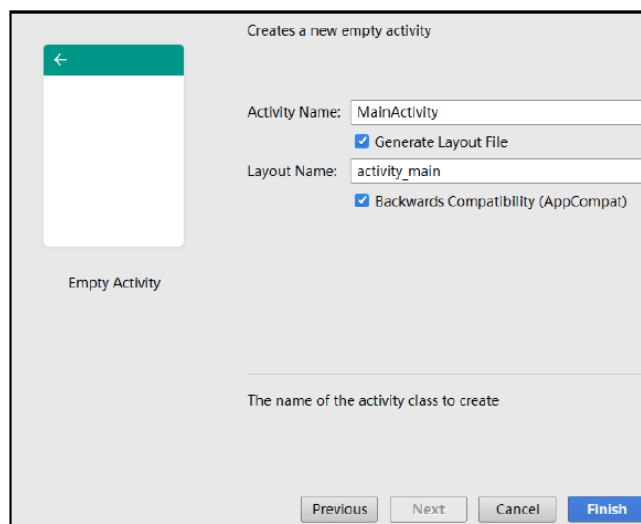 Creates a new empty activity
Activity Name: MainActivity
Generate Layout File
Layout Name: activity_main
Backwards Compatibility (AppCompat)
Empty Activity
The name of the activity class to create
Previous Next Cancel Finish